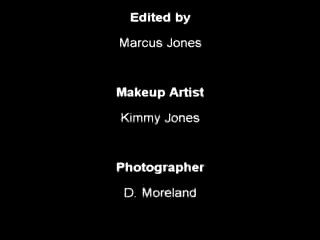 Edited by
Marcus Jones
Makeup Artist
Kimmy Jones
Photographer
D. Moreland